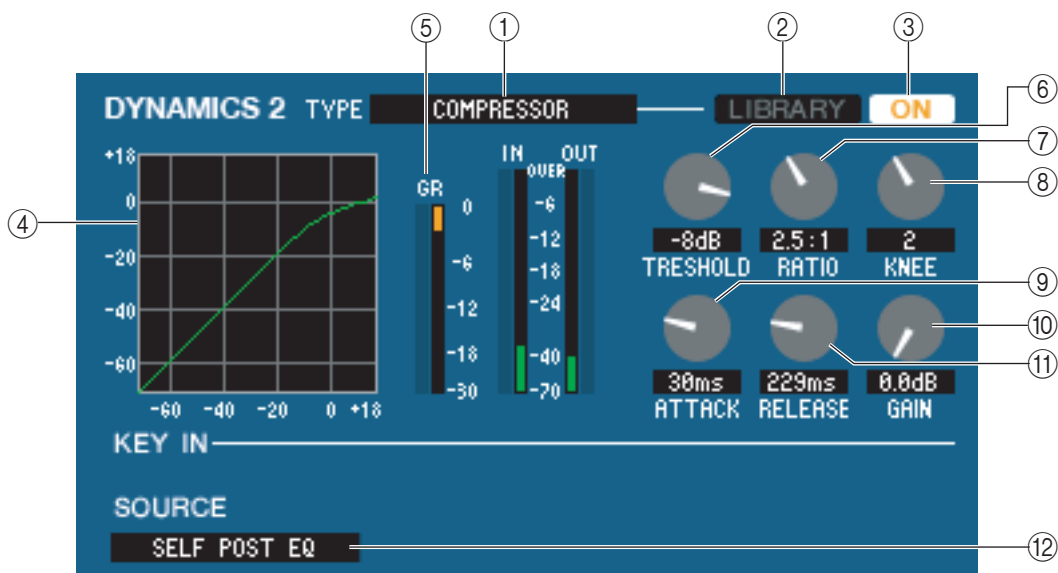 ⑤ ① ② ③
DYNAMICS 2 TYPE COMPRESSOR LIBRARY ON
⑥
⑦
⑧
④
+18
0
-20
-40
-60
-60 -40 -20 0 +18
GR
0
-6
-12
-18
-30
IN OUT
OVER
-6
-12
-18
-24
-40
-70
-8dB 2.5:1 2
TRESHOLD RATIO KNEE
⑨
⑩
⑪
30ms 229ms 0.0dB
ATTACK RELEASE GAIN
KEY IN
SOURCE
SELF POST EQ
⑫